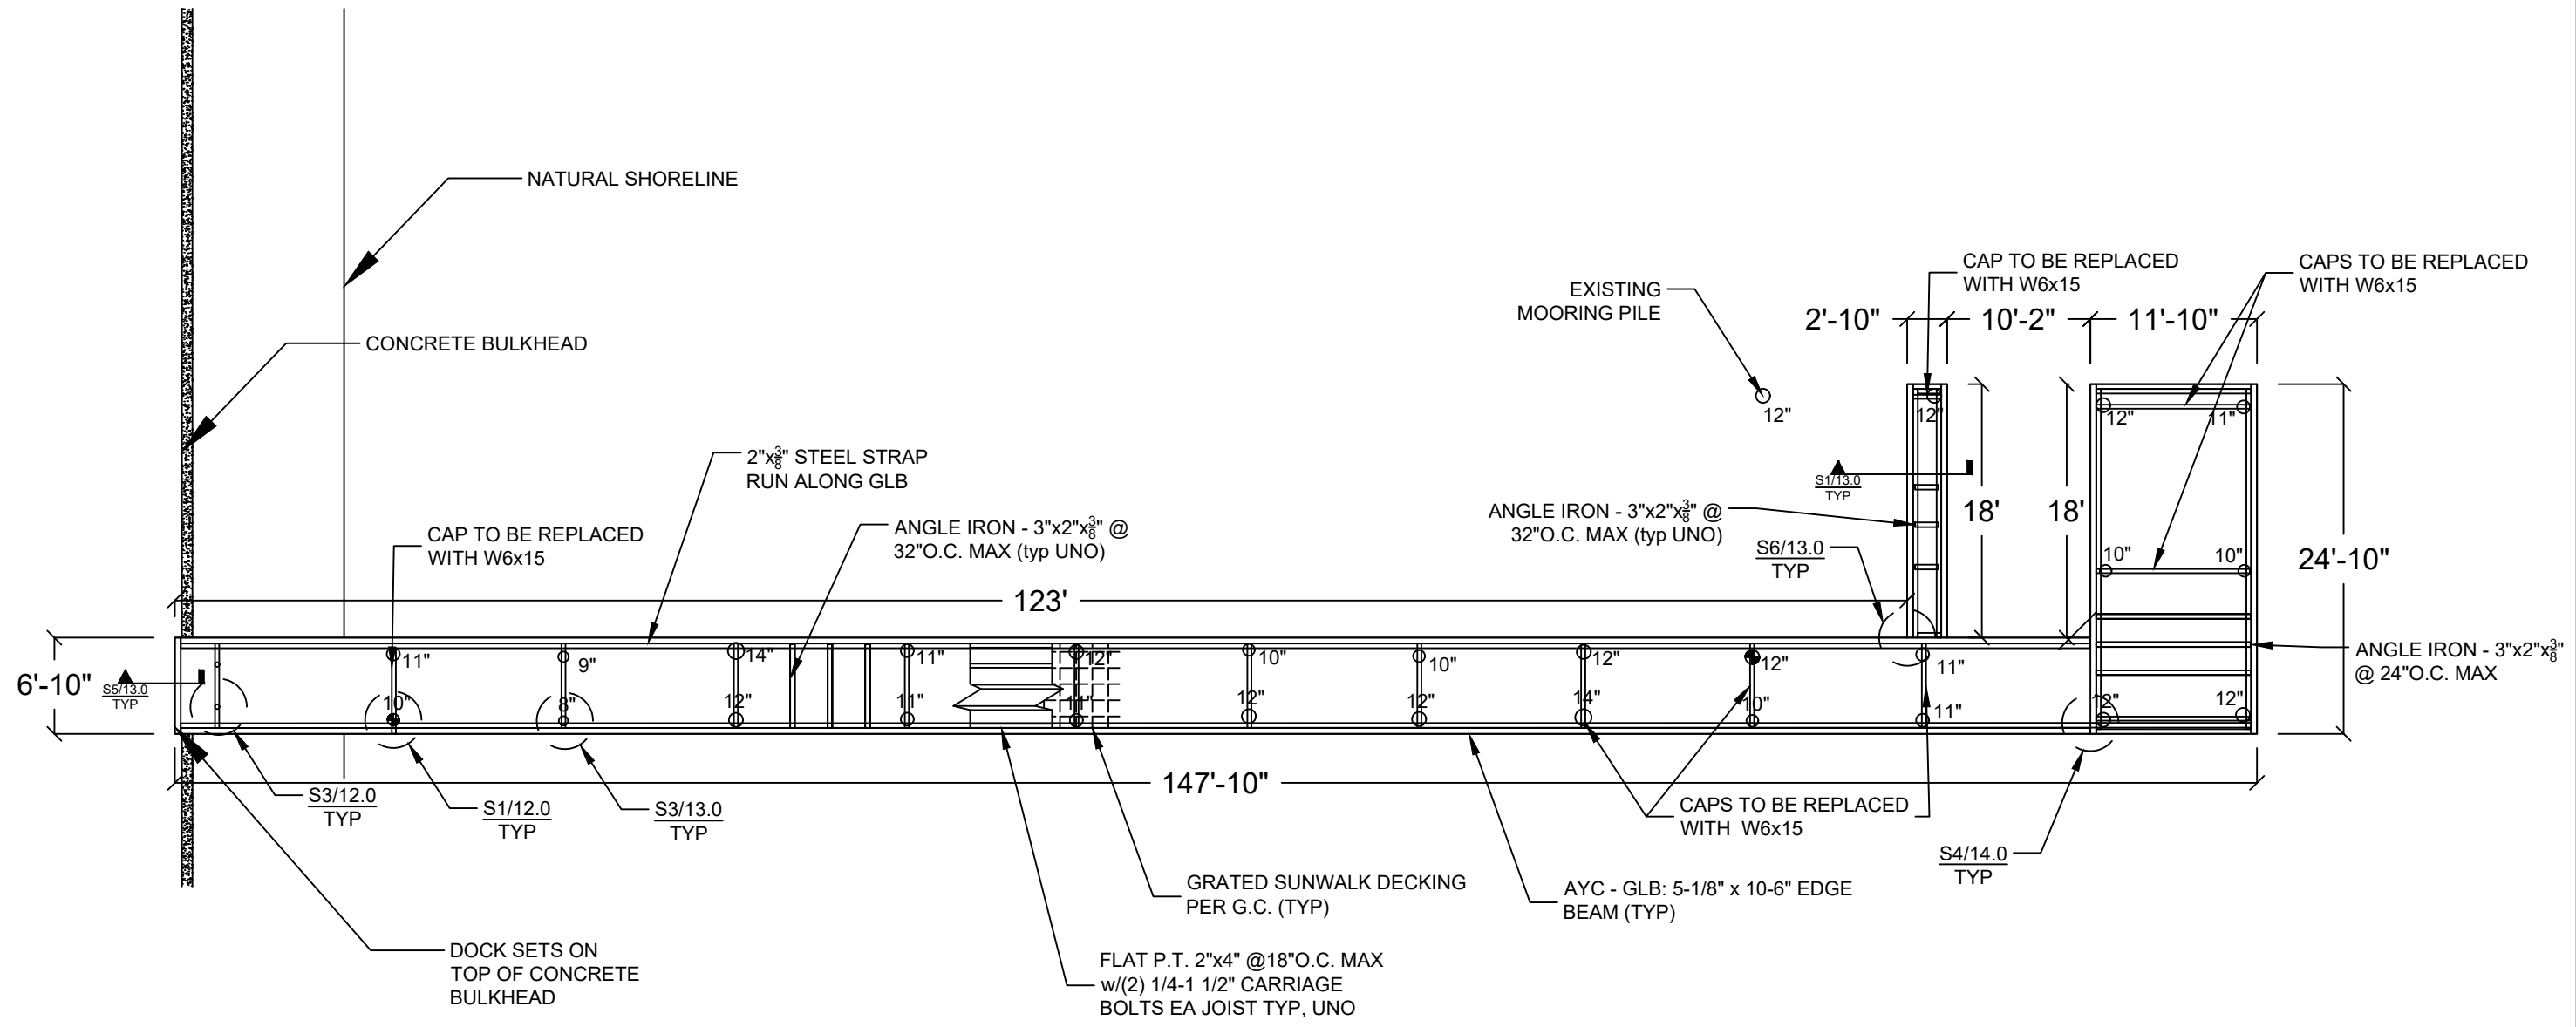 NATURAL SHORELINE
CONCRETE BULKHEAD
EXISTING
MOORING PILE
12"
CAP TO BE REPLACED
WITH W6x15
CAPS TO BE REPLACED
WITH W6x15
2'-10"
10'-2"
11'-10"
12"
12"
11"
S1/13.0
TYP
18'
18'
24'-10"
10"
10"
2"x3/8" STEEL STRAP
RUN ALONG GLB
ANGLE IRON - 3"x2"x3/8" @
32"O.C. MAX (typ UNO)
ANGLE IRON - 3"x2"x3/8" @
32"O.C. MAX (typ UNO)
S6/13.0
TYP
CAP TO BE REPLACED
WITH W6x15
123'
6'-10"
S5/13.0
TYP
11"
9"
14"
11"
12"
10"
10"
12"
12"
11"
ANGLE IRON - 3"x2"x3/8"
@ 24"O.C. MAX
10"
8"
12"
11"
11"
12"
12"
14"
10"
11"
12"
147'-10"
S3/12.0
TYP
S1/12.0
TYP
S3/13.0
TYP
CAPS TO BE REPLACED
WITH W6x15
S4/14.0
TYP
GRATED SUNWALK DECKING
PER G.C. (TYP)
AYC - GLB: 5-1/8" x 10-6" EDGE
BEAM (TYP)
DOCK SETS ON
TOP OF CONCRETE
BULKHEAD
FLAT P.T. 2"x4" @18"O.C. MAX
w/(2) 1/4-1 1/2" CARRIAGE
BOLTS EA JOIST TYP, UNO